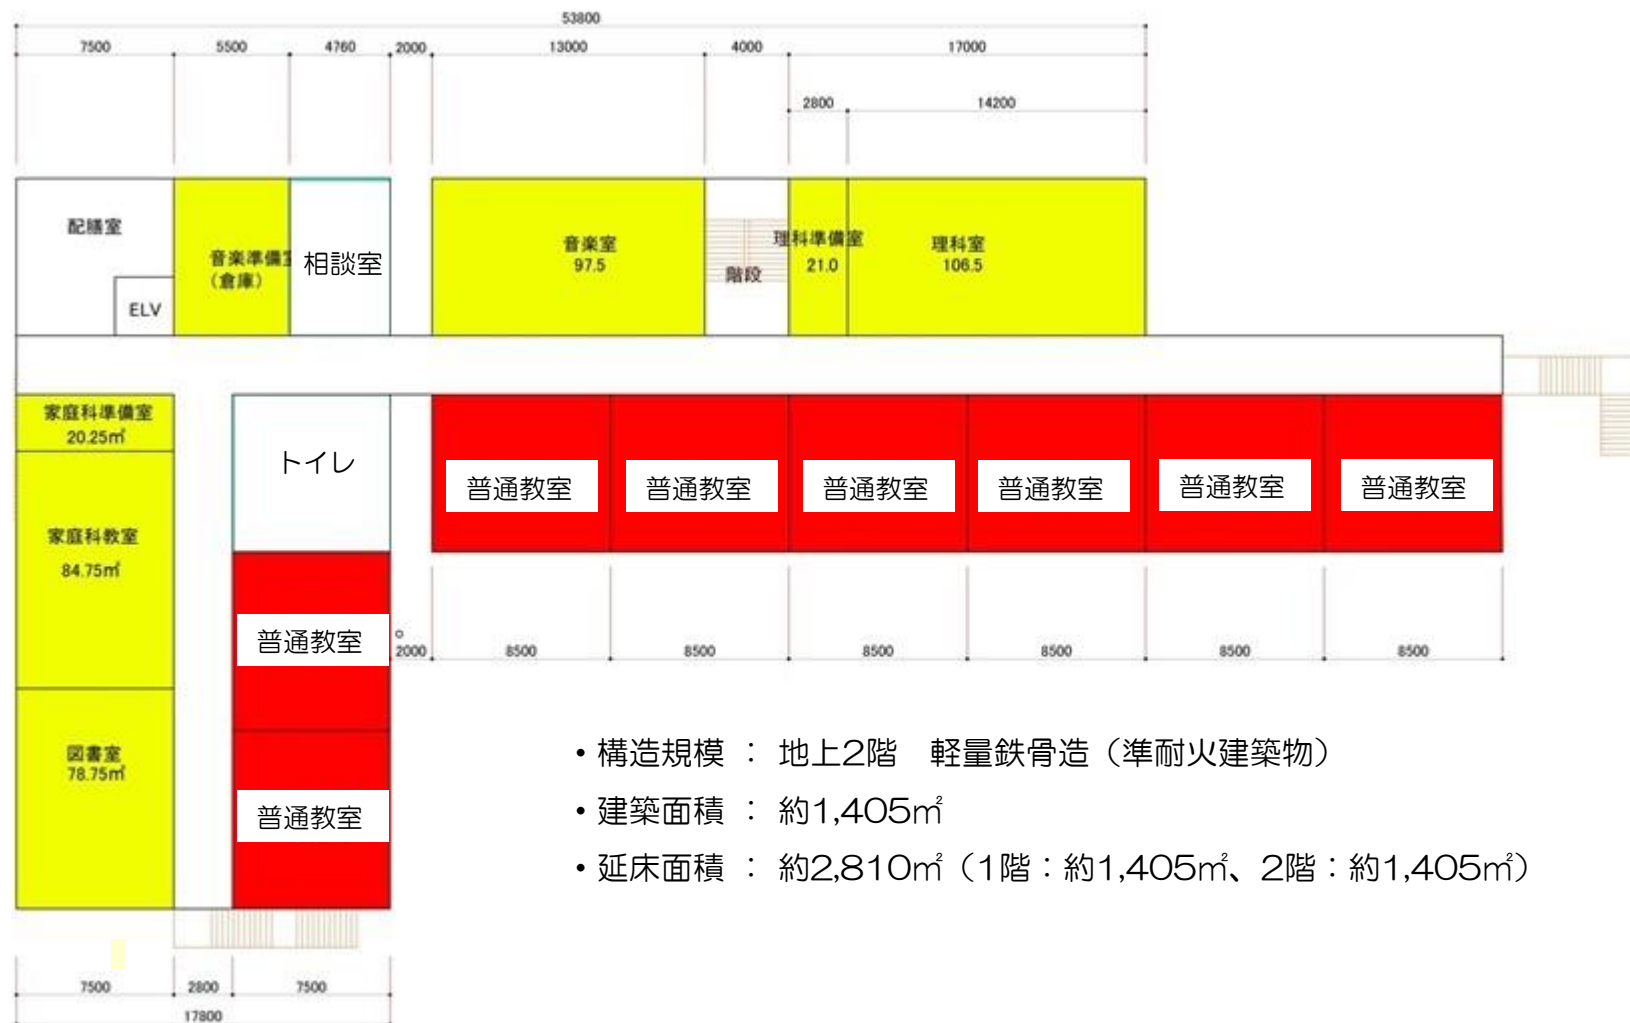 53800
7500 5500 4760 2000 13000 4000 17000
2800 14200
配膳室
ELV
音楽準備室
（倉庫）
相談室
音楽室
97.5
階段
理科準備室
21.0
理科室
106.5
家庭科準備室
20.25㎡
家庭科教室
84.75㎡
図書室
78.75㎡
トイレ
普通教室
普通教室
普通教室 普通教室 普通教室 普通教室 普通教室 普通教室
2000 8500 8500 8500 8500 8500 8500
・構造規模 ： 地上2階　軽量鉄骨造（準耐火建築物）
・建築面積 ： 約1,405㎡
・延床面積 ： 約2,810㎡（1階：約1,405㎡、2階：約1,405㎡）
7500 2800 7500
17800